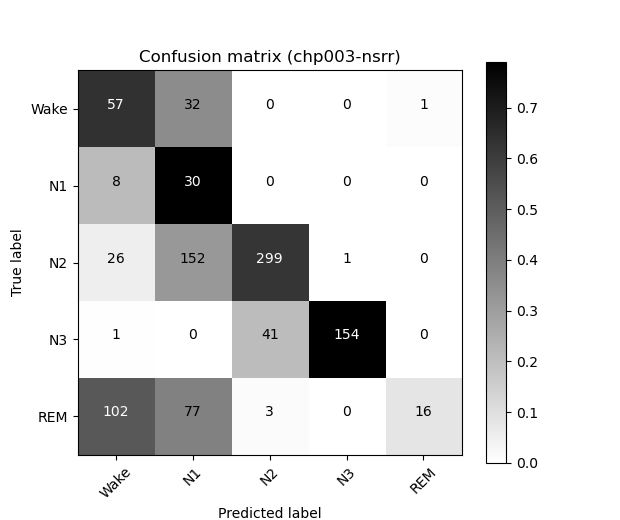 Confusion matrix (chp003-nsrr)
Wake 57 32 0 0 1
N1 8 30 0 0 0
N2 26 152 299 1 0
N3 1 0 41 154 0
REM 102 77 3 0 16
Wake N1 N2 N3 REM
True label
Predicted label
0.7
0.6
0.5
0.4
0.3
0.2
0.1
0.0